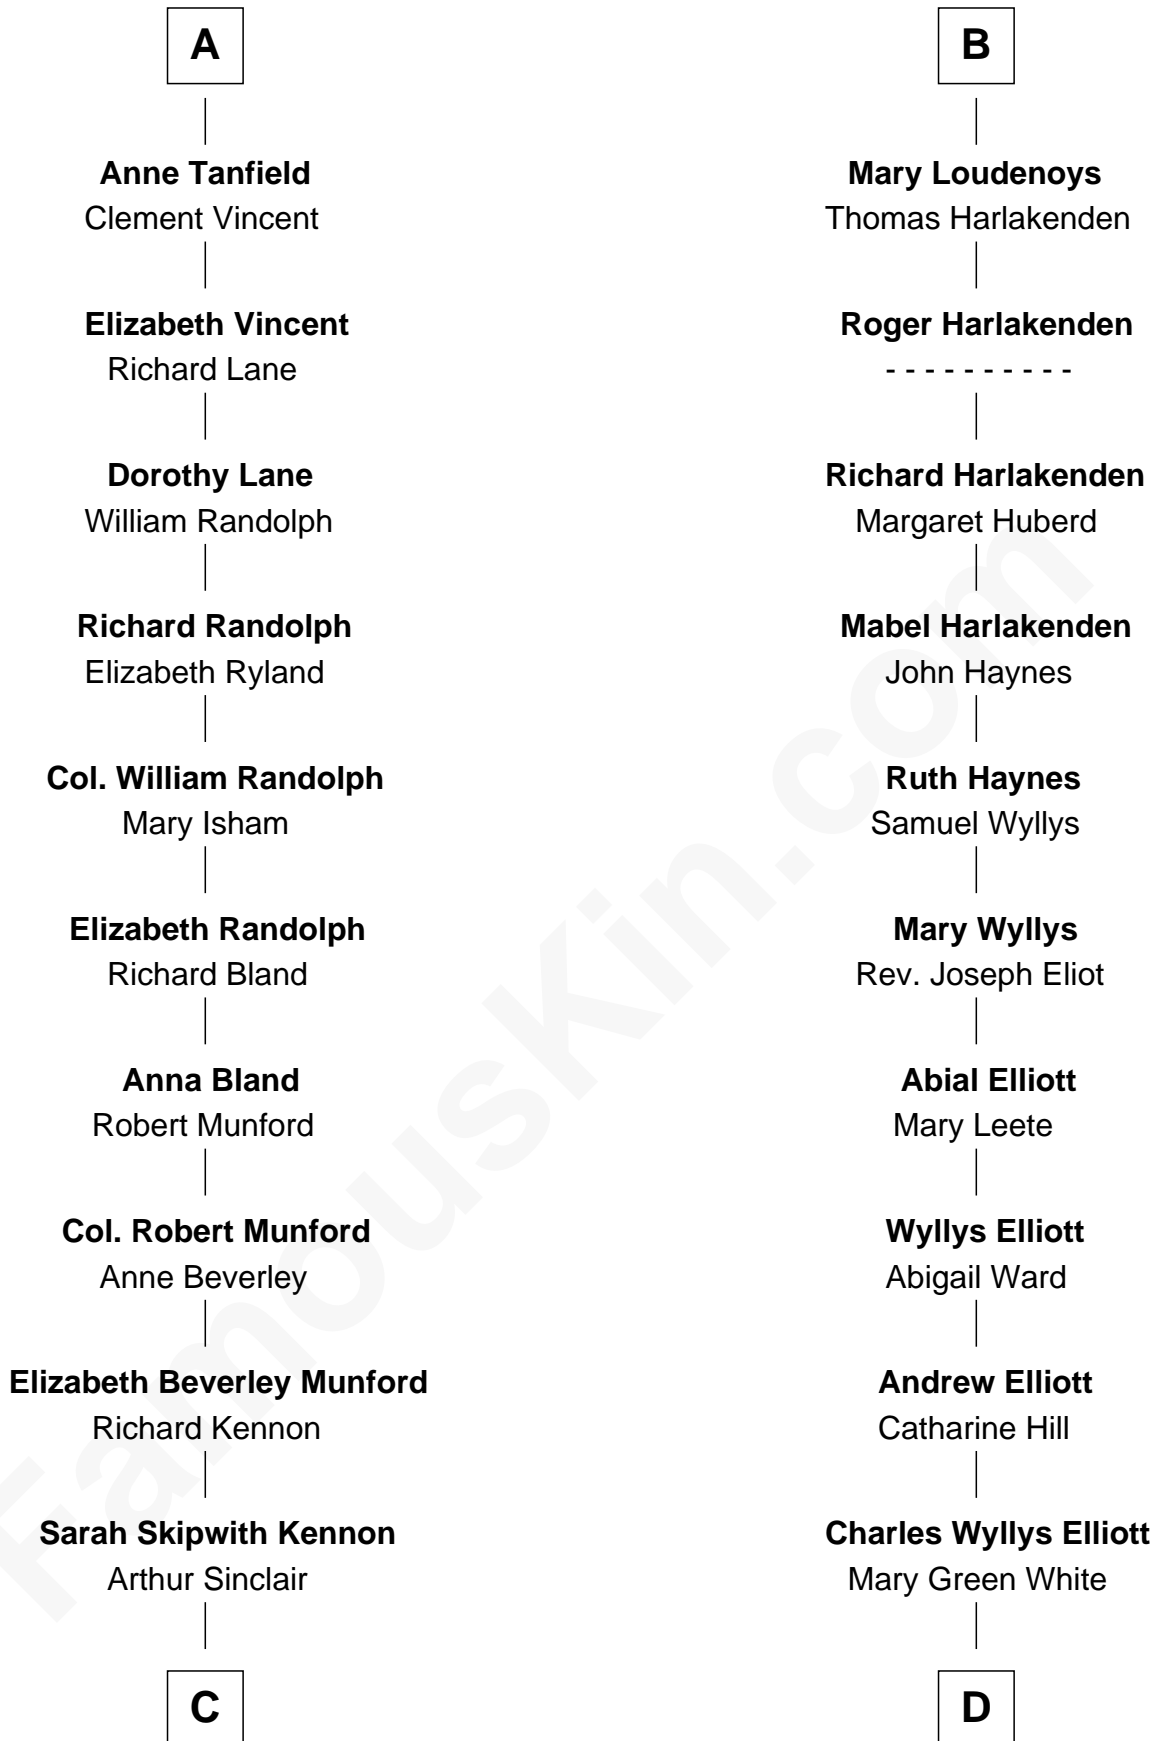 A
Anne Tanfield
Clement Vincent
Elizabeth Vincent
Richard Lane
Dorothy Lane
William Randolph
Richard Randolph
Elizabeth Ryland
Col. William Randolph
Mary Isham
Elizabeth Randolph
Richard Bland
Anna Bland
Robert Munford
Col. Robert Munford
Anne Beverley
Elizabeth Beverley Munford
Richard Kennon
Sarah Skipwith Kennon
Arthur Sinclair
C
B
Mary Loudenoys
Thomas Harlakenden
Roger Harlakenden
- - - - - - - - - -
Richard Harlakenden
Margaret Huberd
Mabel Harlakenden
John Haynes
Ruth Haynes
Samuel Wyllys
Mary Wyllys
Rev. Joseph Eliot
Abial Elliott
Mary Leete
Wyllys Elliott
Abigail Ward
Andrew Elliott
Catharine Hill
Charles Wyllys Elliott
Mary Green White
D
FamousKin.com